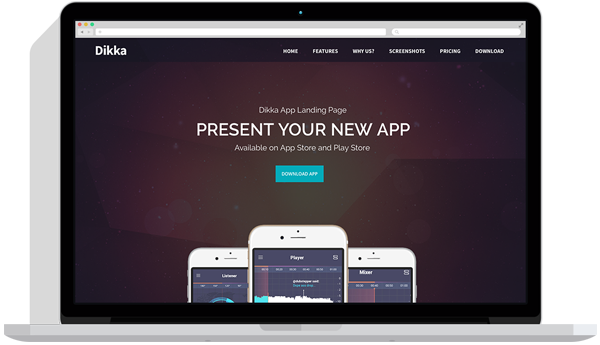 Dikka
HOME FEATURES WHY US? SCREENSHOTS PRICING DOWNLOAD
Dikka App Landing Page
PRESENT YOUR NEW APP
Available on App Store and Play Store
DOWNLOAD APP
Player
Listener
Mixer